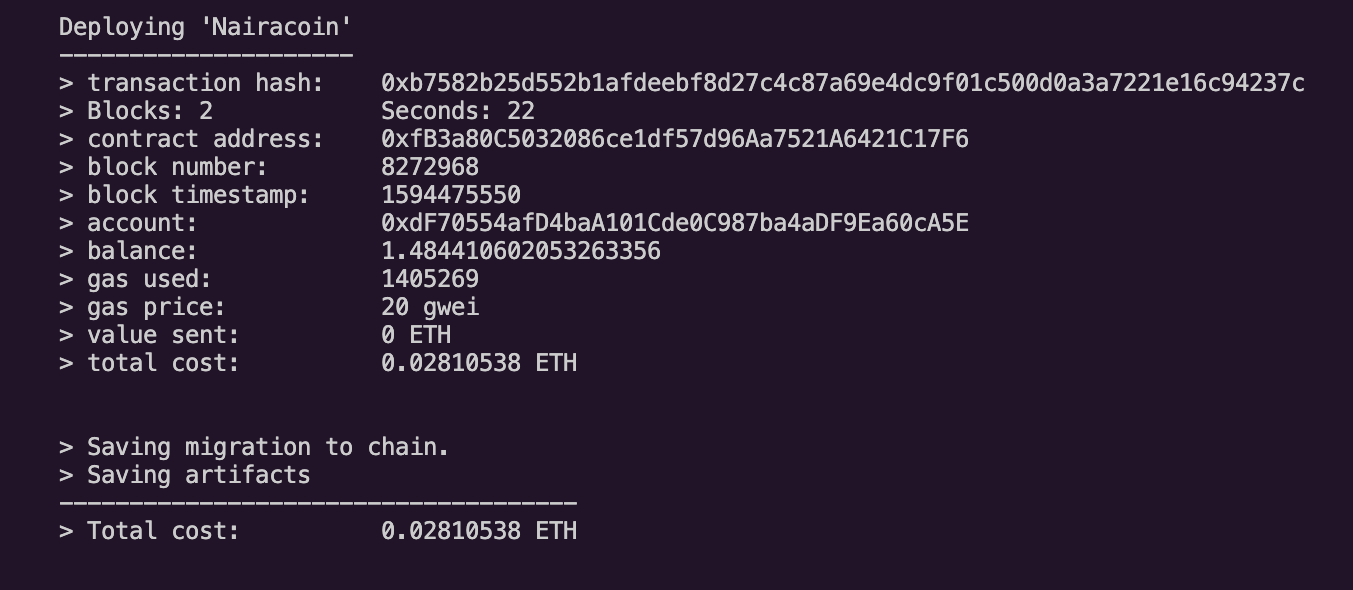 Deploying 'Nairacoin'
---------------------
> transaction hash:    0xb7582b25d552b1afdeebf8d27c4c87a69e4dc9f01c500d0a3a7221e16c94237c
> Blocks: 2            Seconds: 22
> contract address:    0xfB3a80C5032086ce1df57d96Aa7521A6421C17F6
> block number:        8272968
> block timestamp:     1594475550
> account:             0xdF70554afD4baA101Cde0C987ba4aDF9Ea60cA5E
> balance:             1.484410602053263356
> gas used:            1405269
> gas price:           20 gwei
> value sent:          0 ETH
> total cost:          0.02810538 ETH
> Saving migration to chain.
> Saving artifacts
-------------------------------------
> Total cost:          0.02810538 ETH